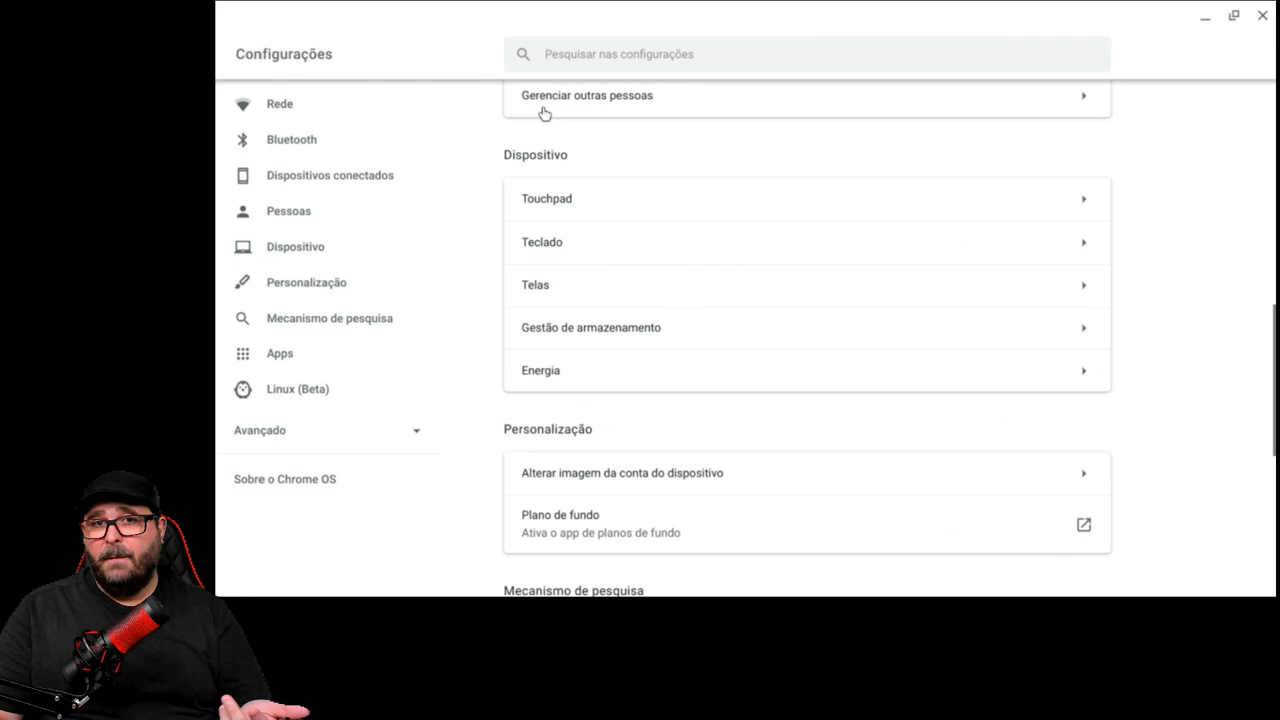 Configurações
Pesquisar nas configurações
Rede
Bluetooth
Dispositivos conectados
Pessoas
Dispositivo
Personalização
Mecanismo de pesquisa
Apps
Linux (Beta)
Avançado
Sobre o Chrome OS
Gerenciar outras pessoas
Dispositivo
Touchpad
Teclado
Telas
Gestão de armazenamento
Energia
Personalização
Alterar imagem da conta do dispositivo
Plano de fundo
Ativa o app de planos de fundo
Mecanismo de pesquisa